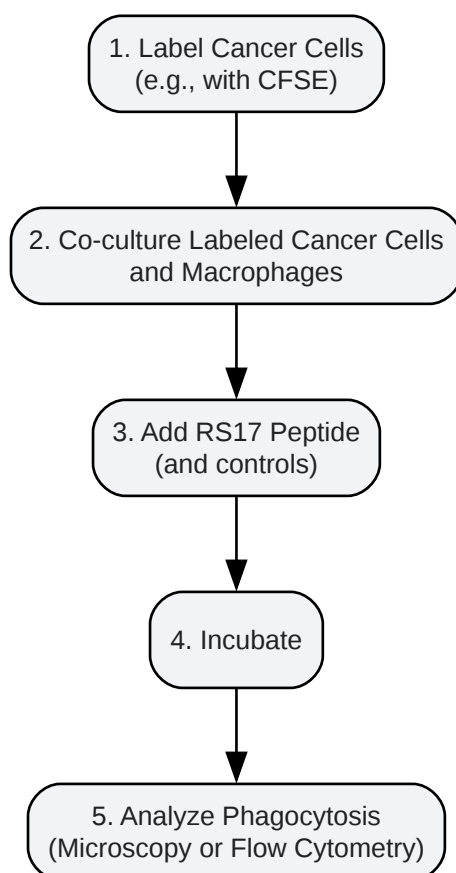 1. Label Cancer Cells
(e.g., with CFSE)
2. Co-culture Labeled Cancer Cells
and Macrophages
3. Add RS17 Peptide
(and controls)
4. Incubate
5. Analyze Phagocytosis
(Microscopy or Flow Cytometry)